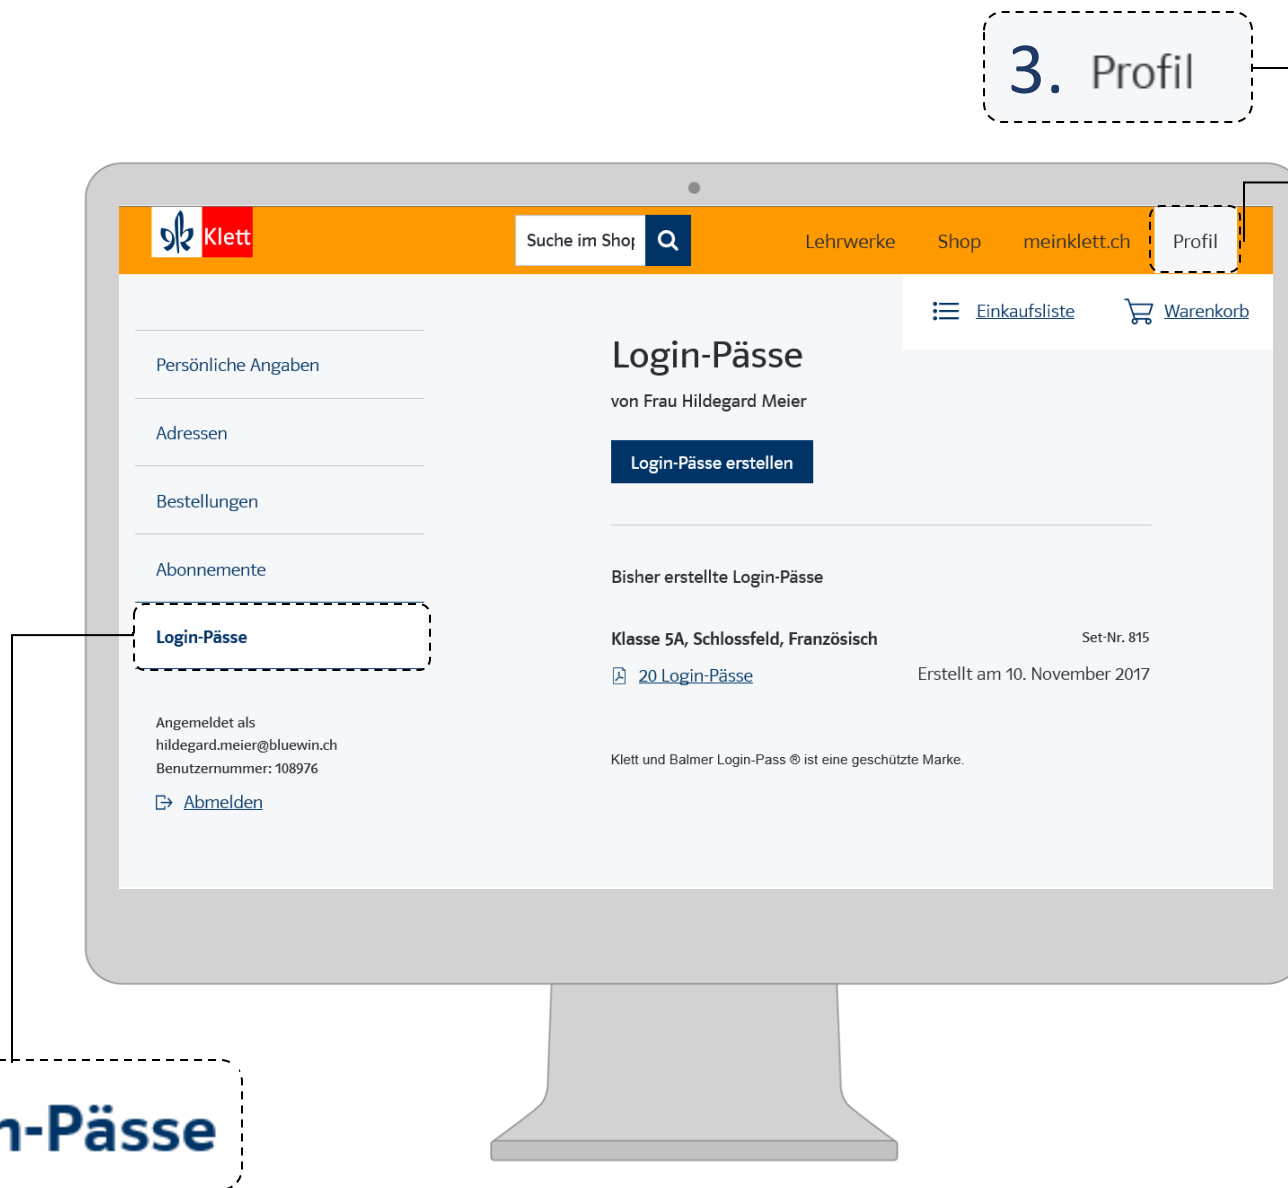 3. Profil
Klett
Suche im Shop
Lehrwerke
Shop
meinklett.ch
Profil
Einkaufsliste
Warenkorb
Persönliche Angaben
Adressen
Bestellungen
Abonnemente
Login-Pässe
Angemeldet als
hildegard.meier@bluewin.ch
Benutzernummer: 108976
Abmelden
Login-Pässe
von Frau Hildegard Meier
Login-Pässe erstellen
Bisher erstellte Login-Pässe
Klasse 5A, Schlossfeld, Französisch
Set-Nr. 815
20 Login-Pässe
Erstellt am 10. November 2017
Klett und Balmer Login-Pass ® ist eine geschützte Marke.
n-Pässe